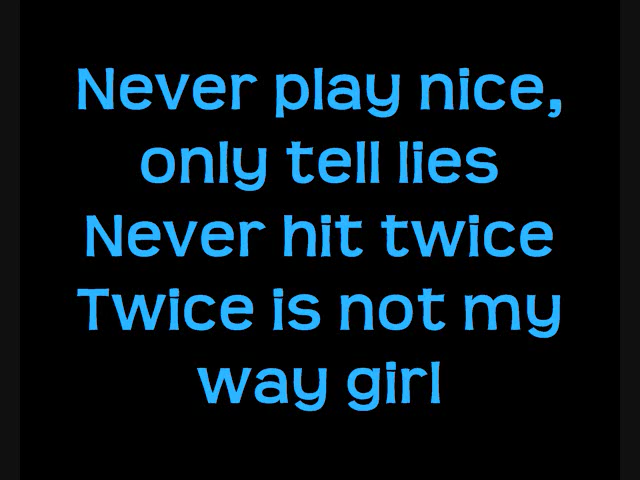 Never play nice,
only tell lies
Never hit twice
Twice is not my
way girl